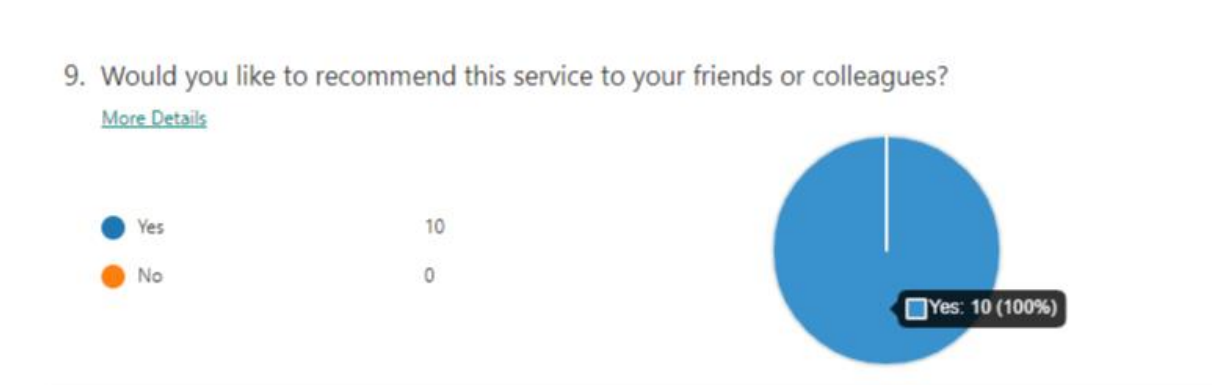 9. Would you like to recommend this service to your friends or colleagues?
More Details
Yes 10
No 0
Yes: 10 (100%)